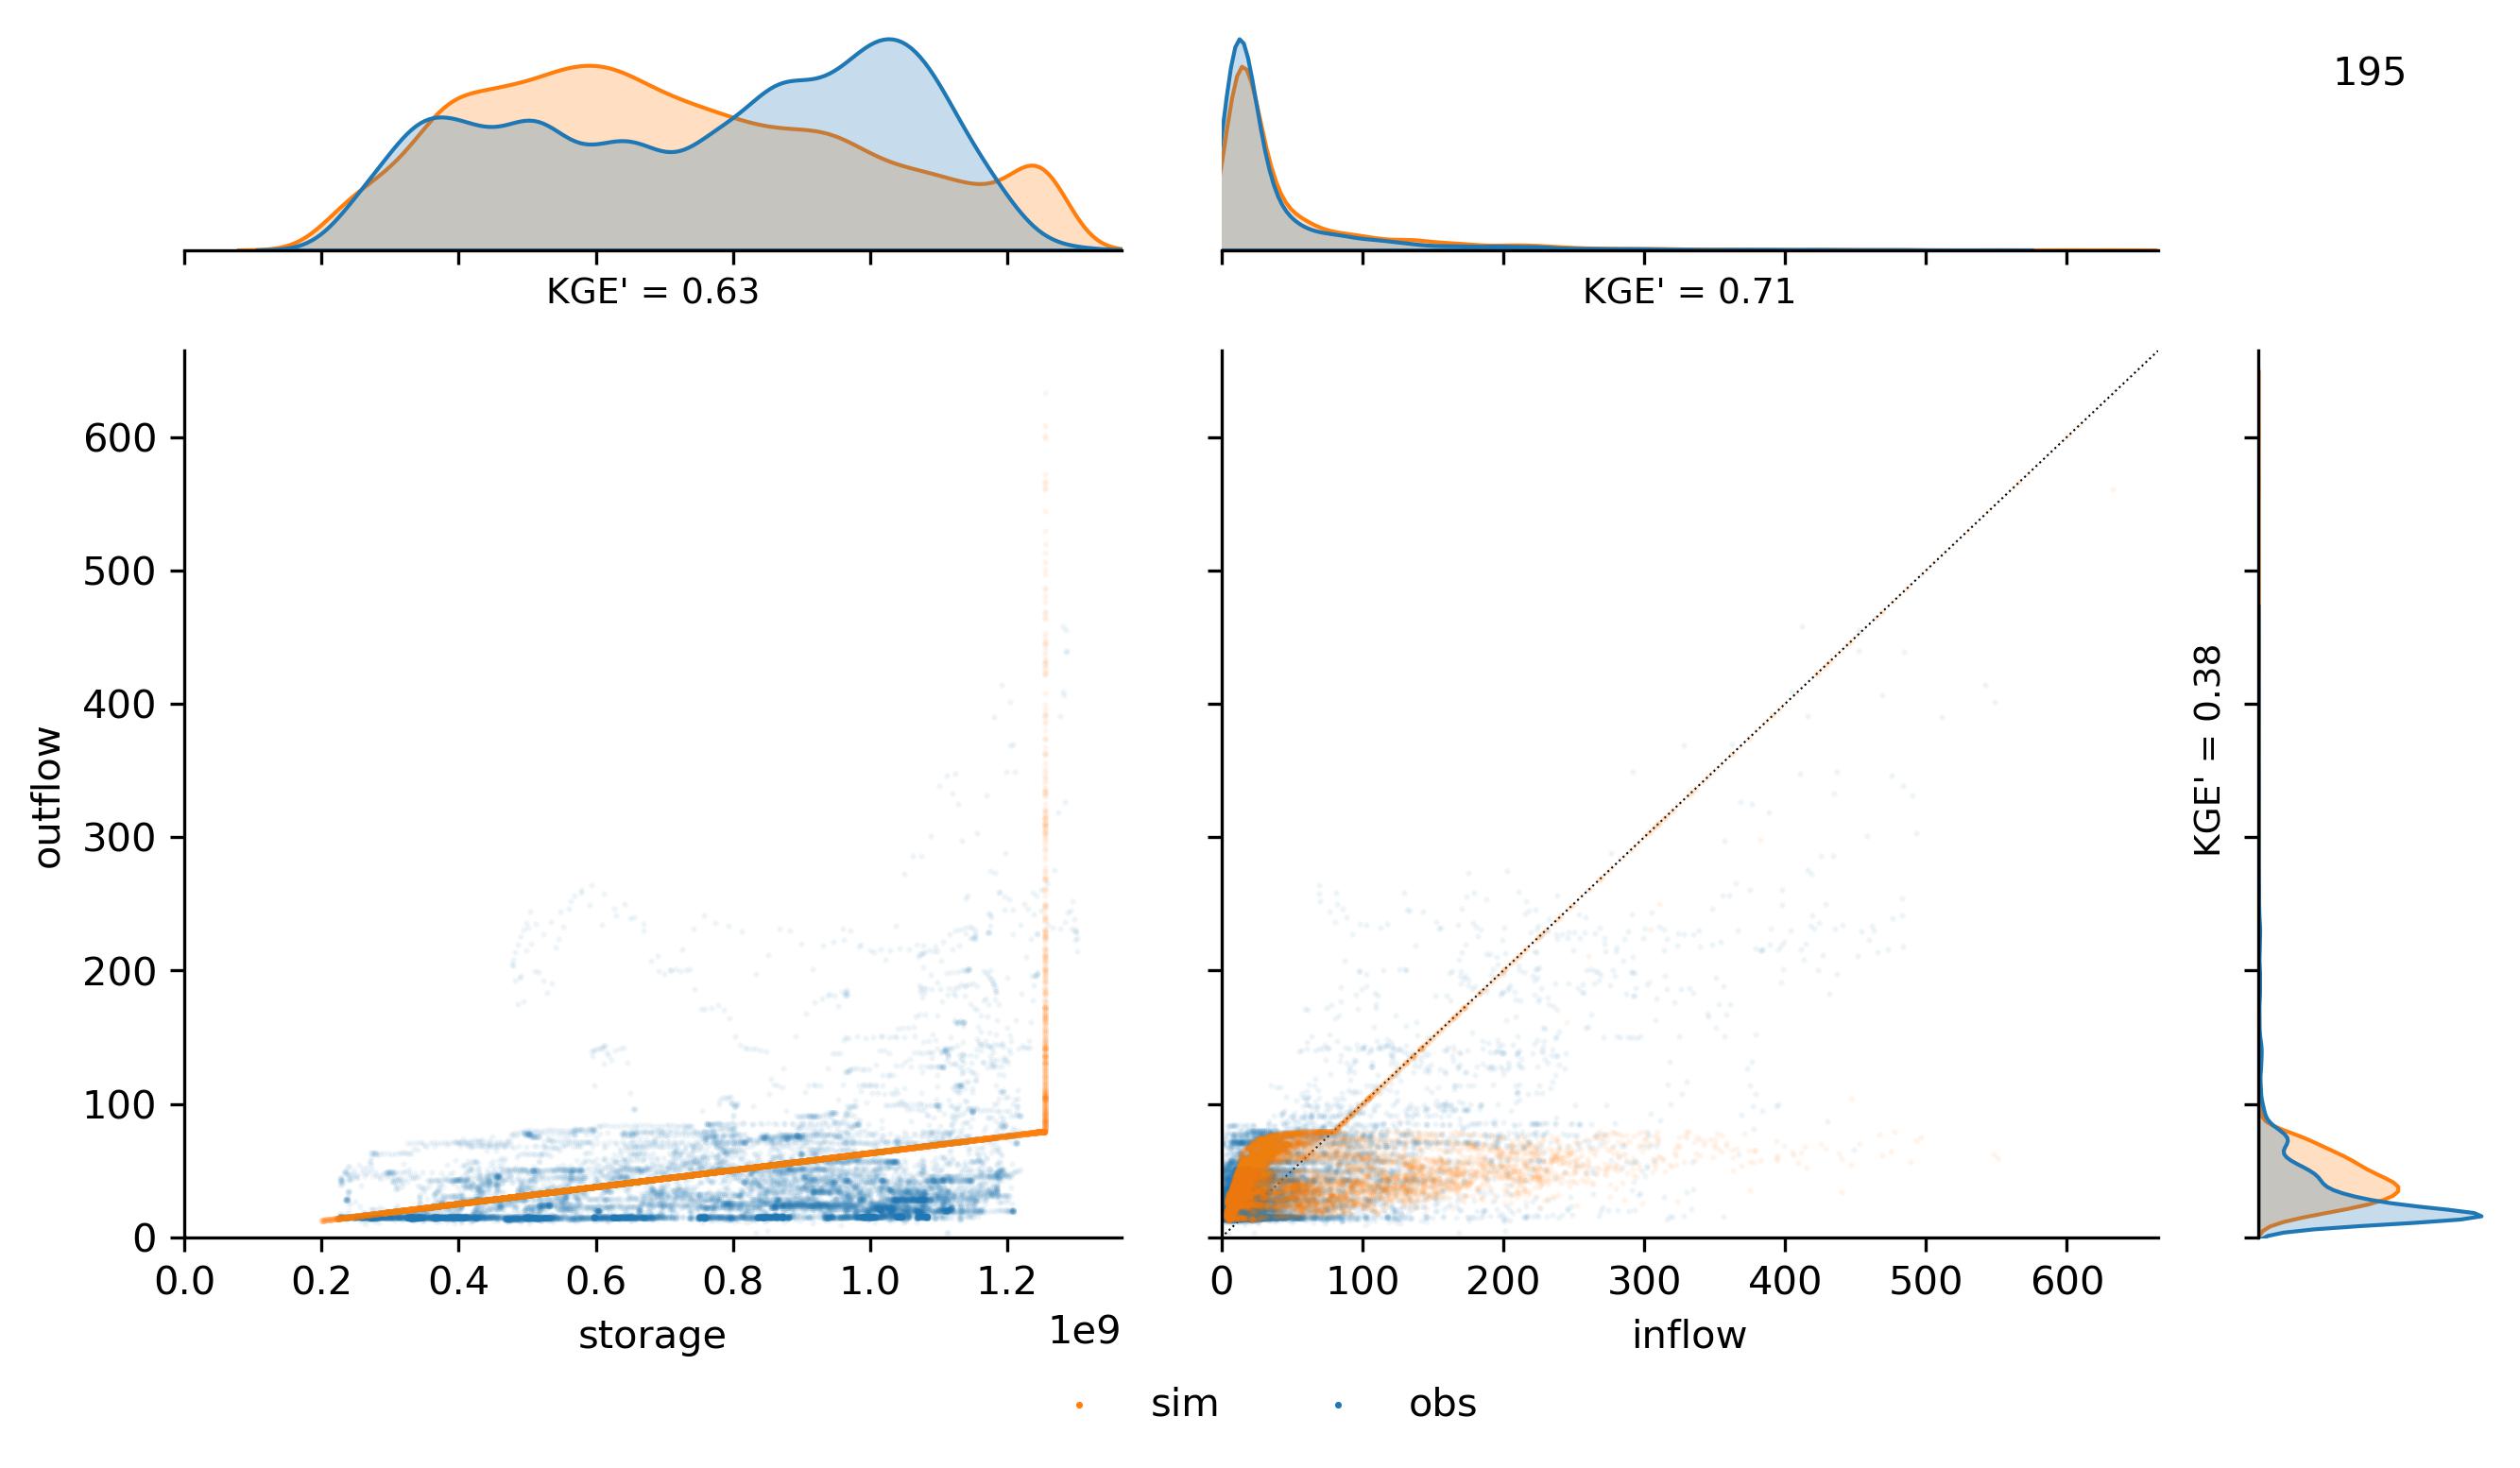 195
KGE' = 0.63
KGE' = 0.71
outflow
600
500
400
300
200
100
0
KGE' = 0.38
0.0 0.2 0.4 0.6 0.8 1.0 1.2
1e9
storage
0 100 200 300 400 500 600
inflow
sim obs